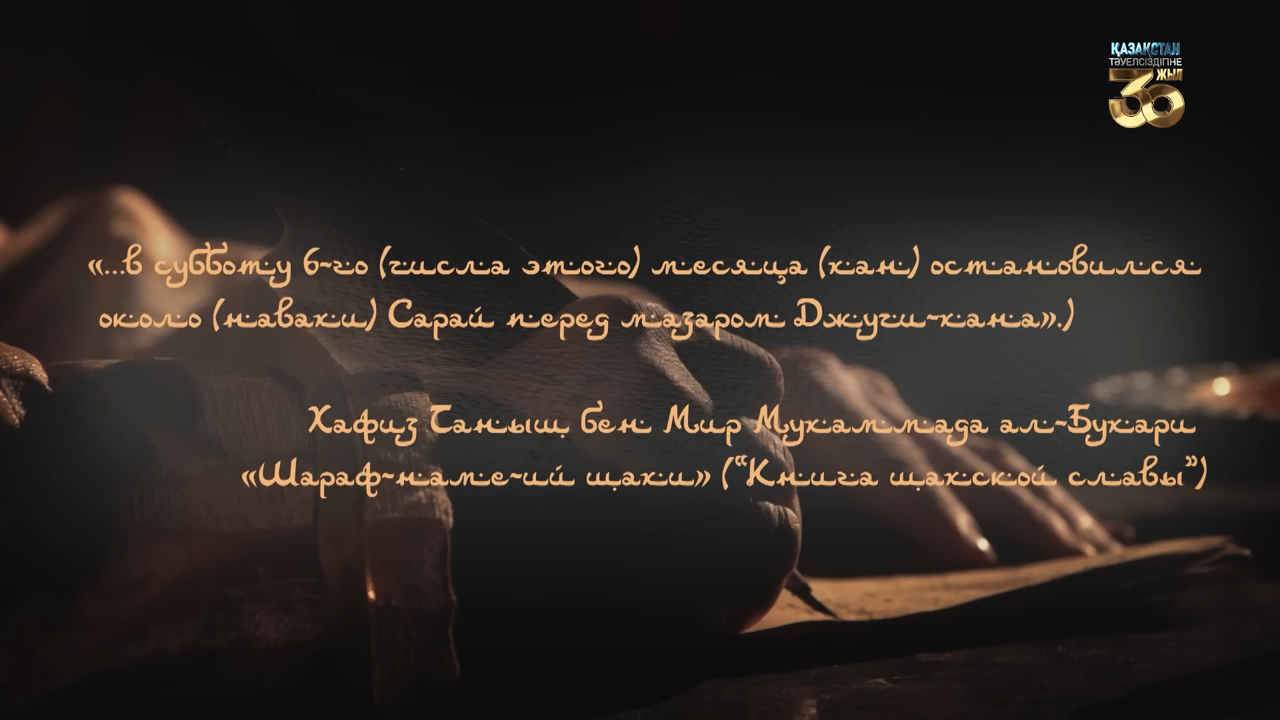 ҚАЗАҚСТАН
ТӘУЕЛСІЗДІГІНЕ
30 ЖЫЛ
«...в субботу 6-го (числа этого) месяца (хан) остановился
около (наваки) Сарай перед мазаром Джучи-хана».)
Хафиз Таныш бен Мир Мухаммада ал-Бухари
«Шараф-наме-ий шахи» (“Книга шахской славы”)